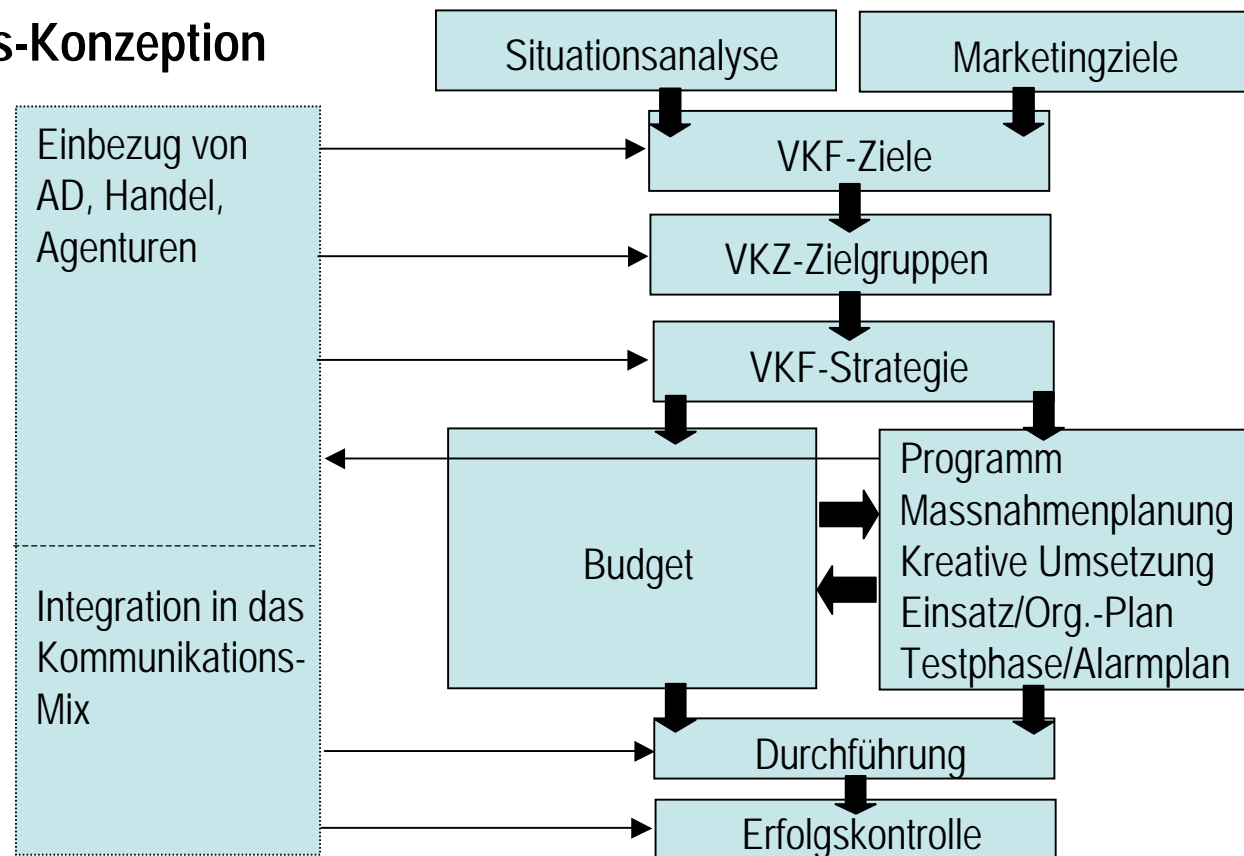 s-Konzeption
Situationsanalyse
Marketingziele
Einbezug von
AD, Handel,
Agenturen
VKF-Ziele
VKZ-Zielgruppen
VKF-Strategie
Budget
Programm
Massnahmenplanung
Kreative Umsetzung
Einsatz/Org.-Plan
Testphase/Alarmplan
Integration in das
Kommunikations-
Mix
Durchführung
Erfolgskontrolle